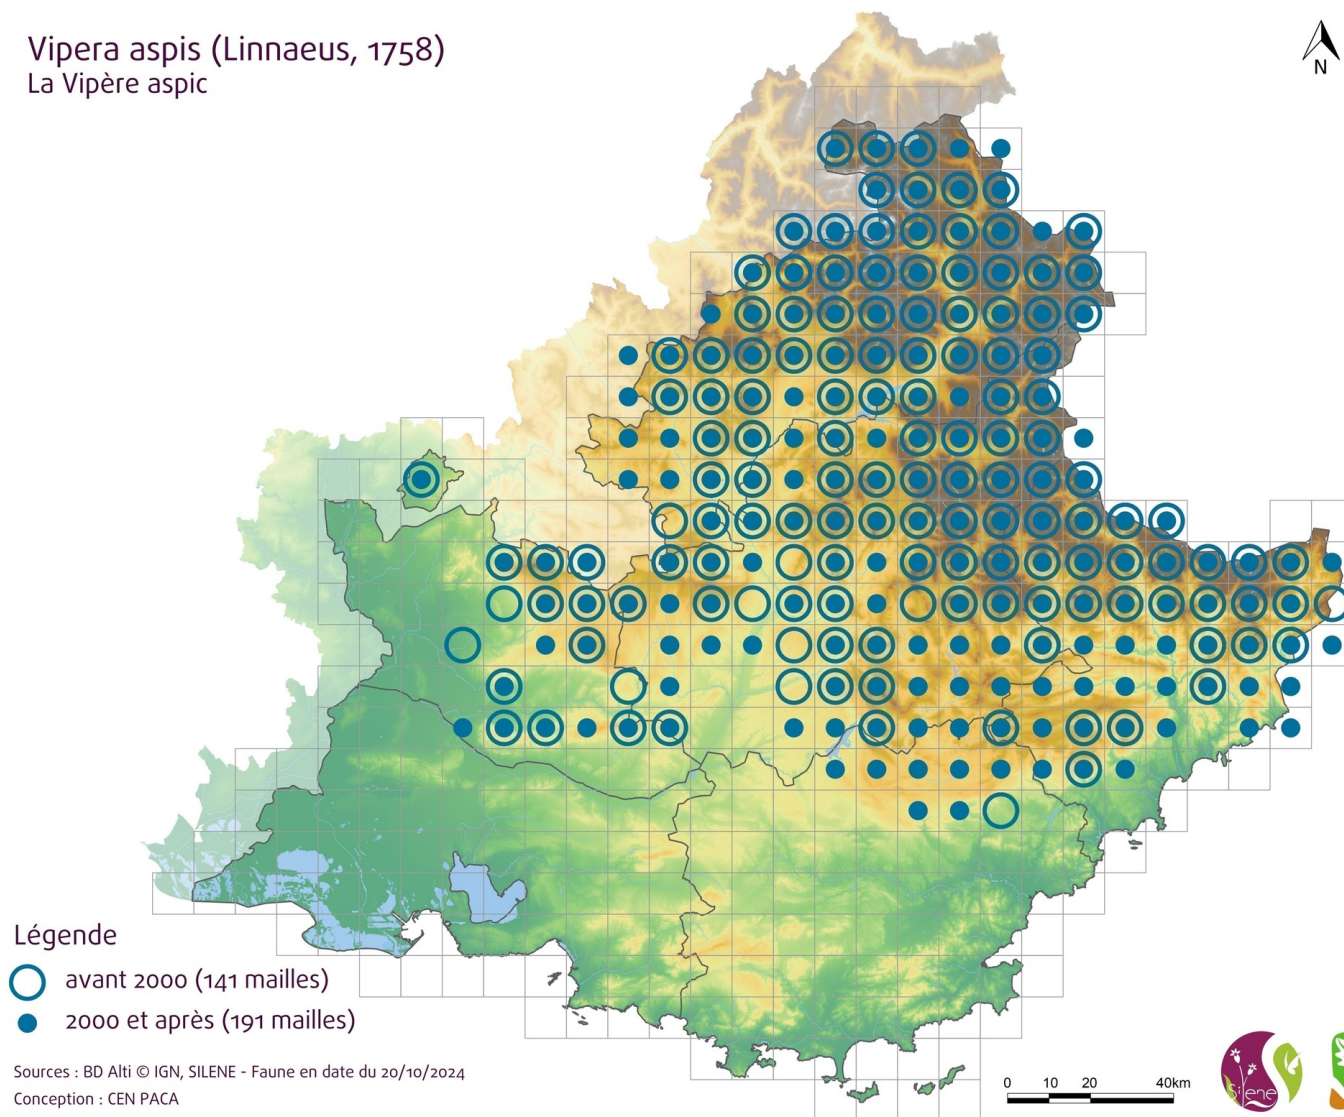 Vipera aspis (Linnaeus, 1758)
La Vipère aspic
N
Légende
avant 2000 (141 mailles)
2000 et après (191 mailles)
Sources : BD Alti © IGN, SILENE - Faune en date du 20/10/2024
Conception : CEN PACA
0 10 20 40km
Silene